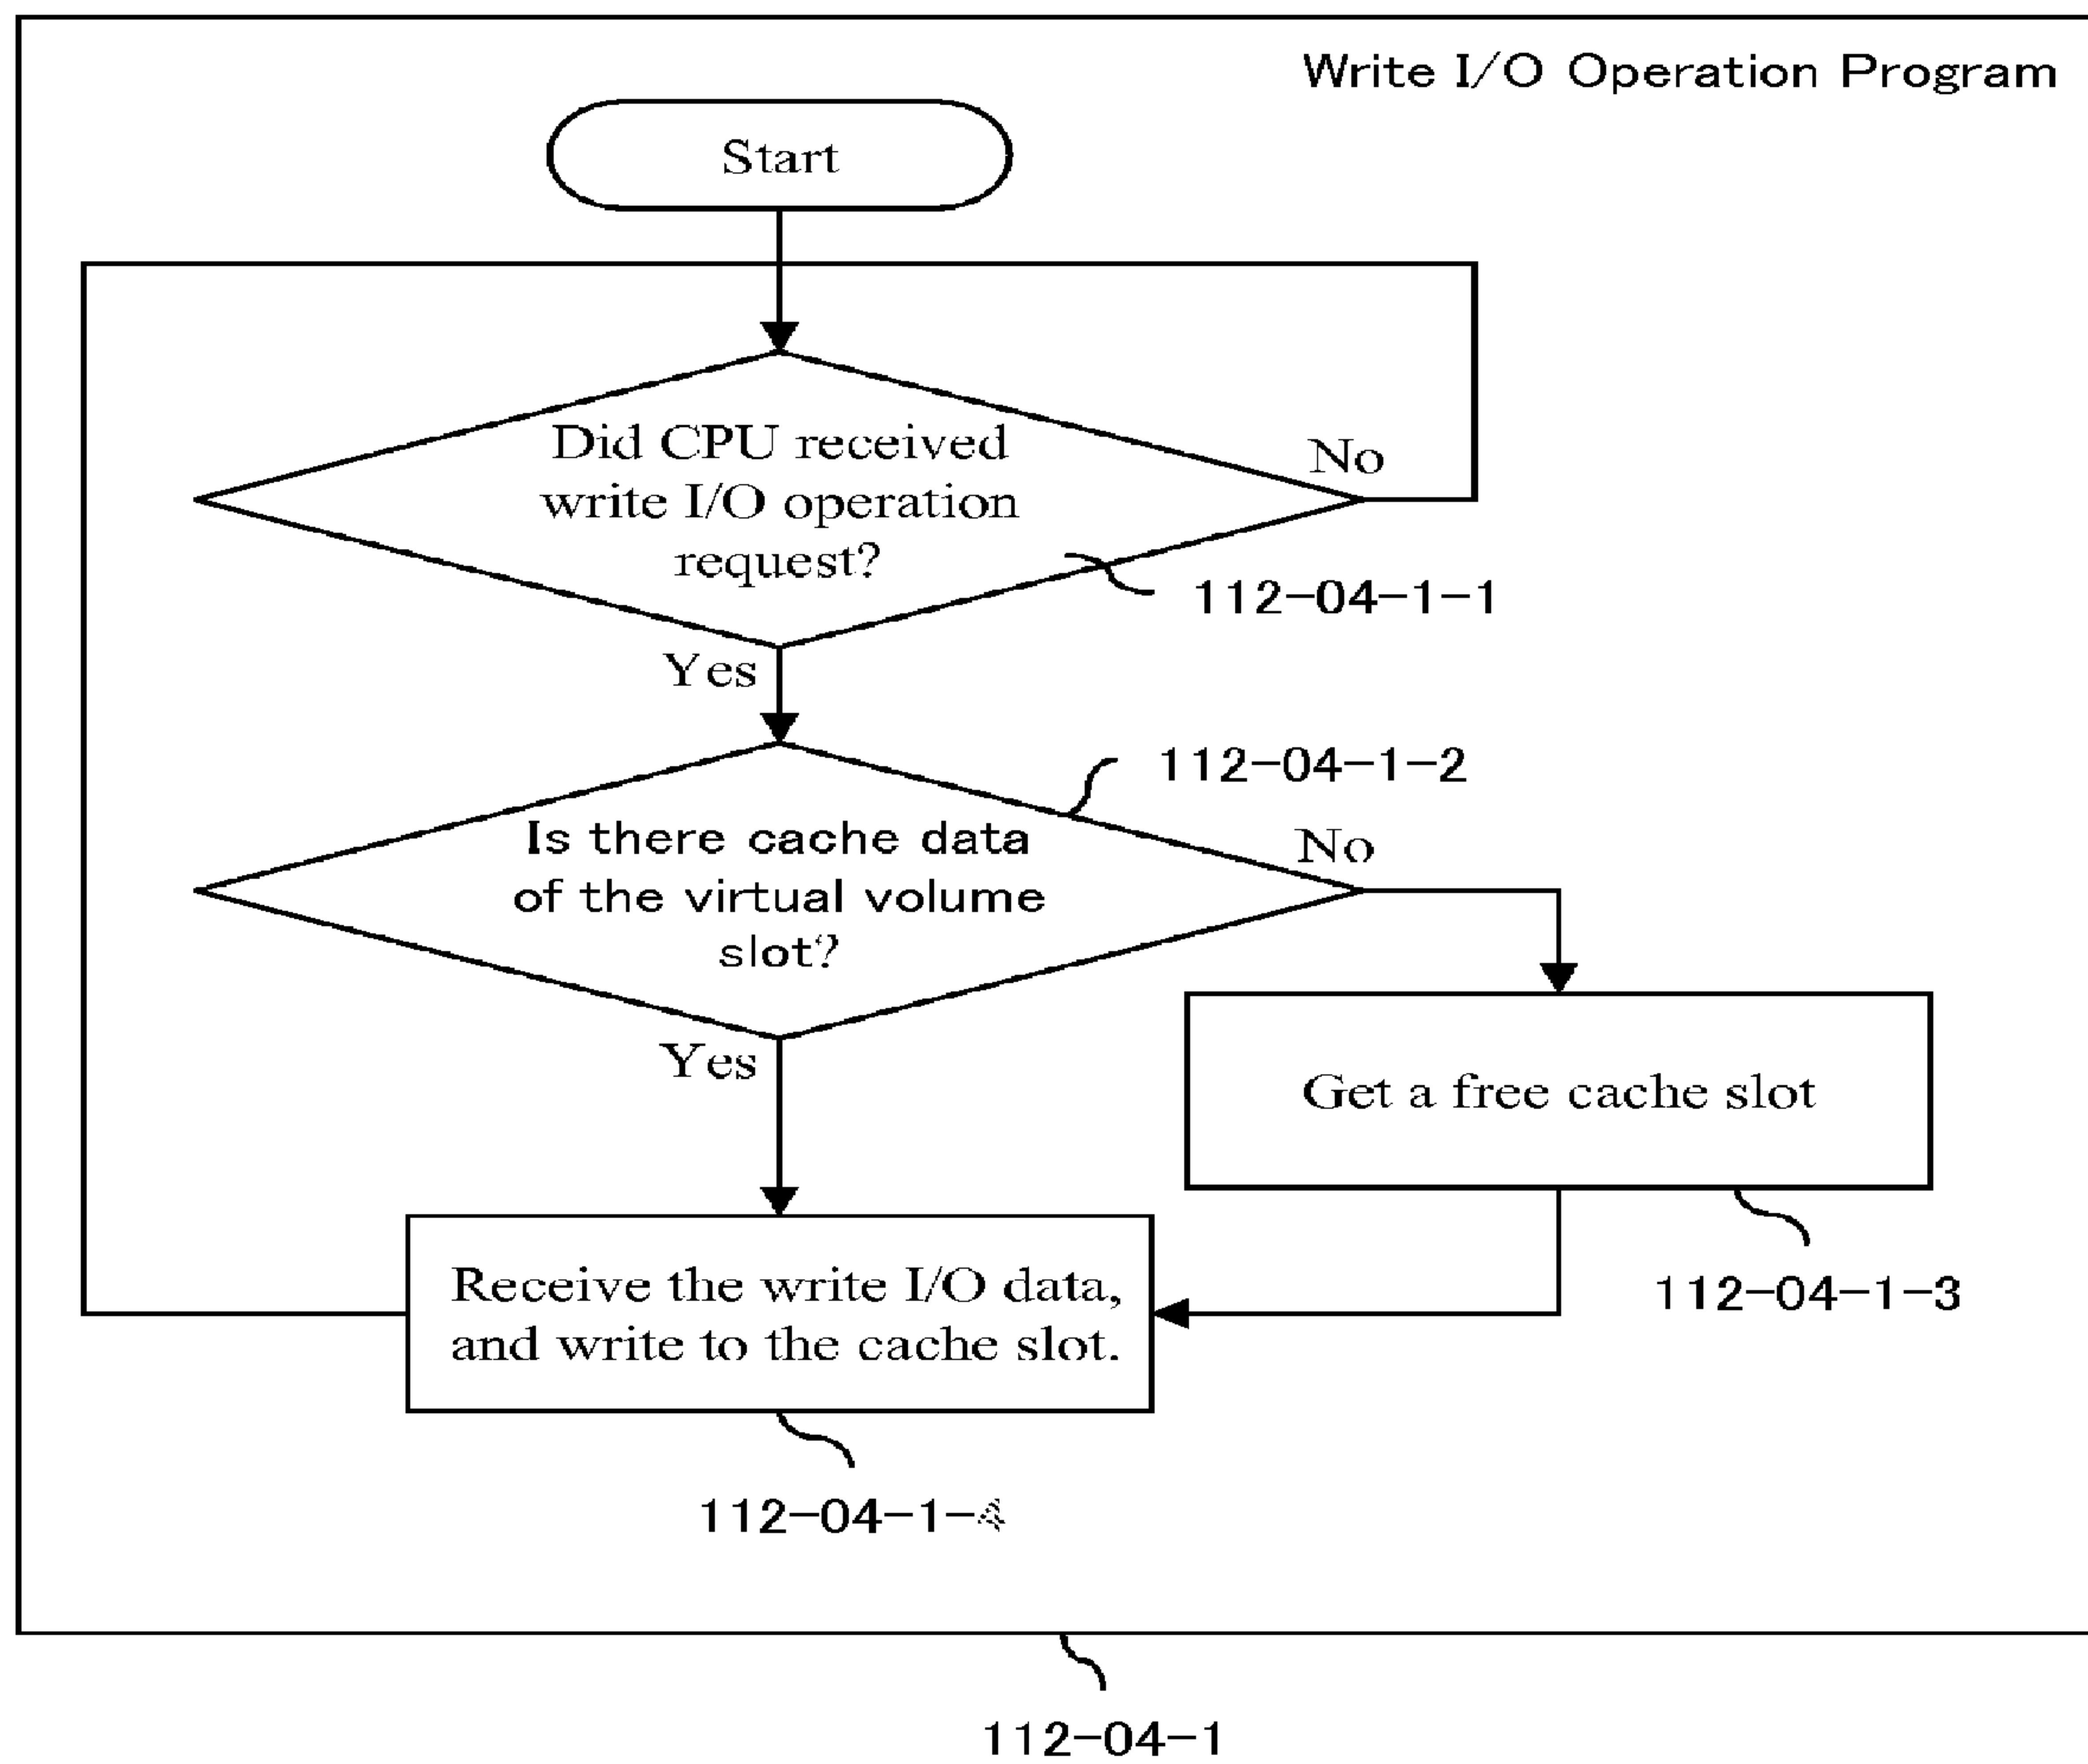 Write I/O Operation Program
Start
Did CPU received
write I/O operation
request?
No
112-04-1-1
Yes
112-04-1-2
Is there cache data
of the virtual volume
slot?
No
Yes
Get a free cache slot
112-04-1-3
Receive the write I/O data,
and write to the cache slot.
112-04-1-4
112-04-1